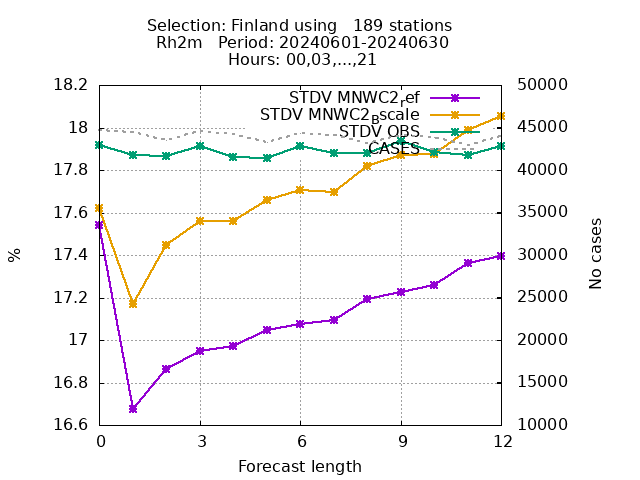 Selection: Finland using   189 stations
Rh2m   Period: 20240601-20240630
Hours: 00,03,...,21
STDV MNWC2_ref
STDV MNWC2_Bscale
STDV OBS
CASES
18.2
18
17.8
17.6
17.4
17.2
17
16.8
16.6
%
50000
45000
40000
35000
30000
25000
20000
15000
10000
No cases
0 3 6 9 12
Forecast length